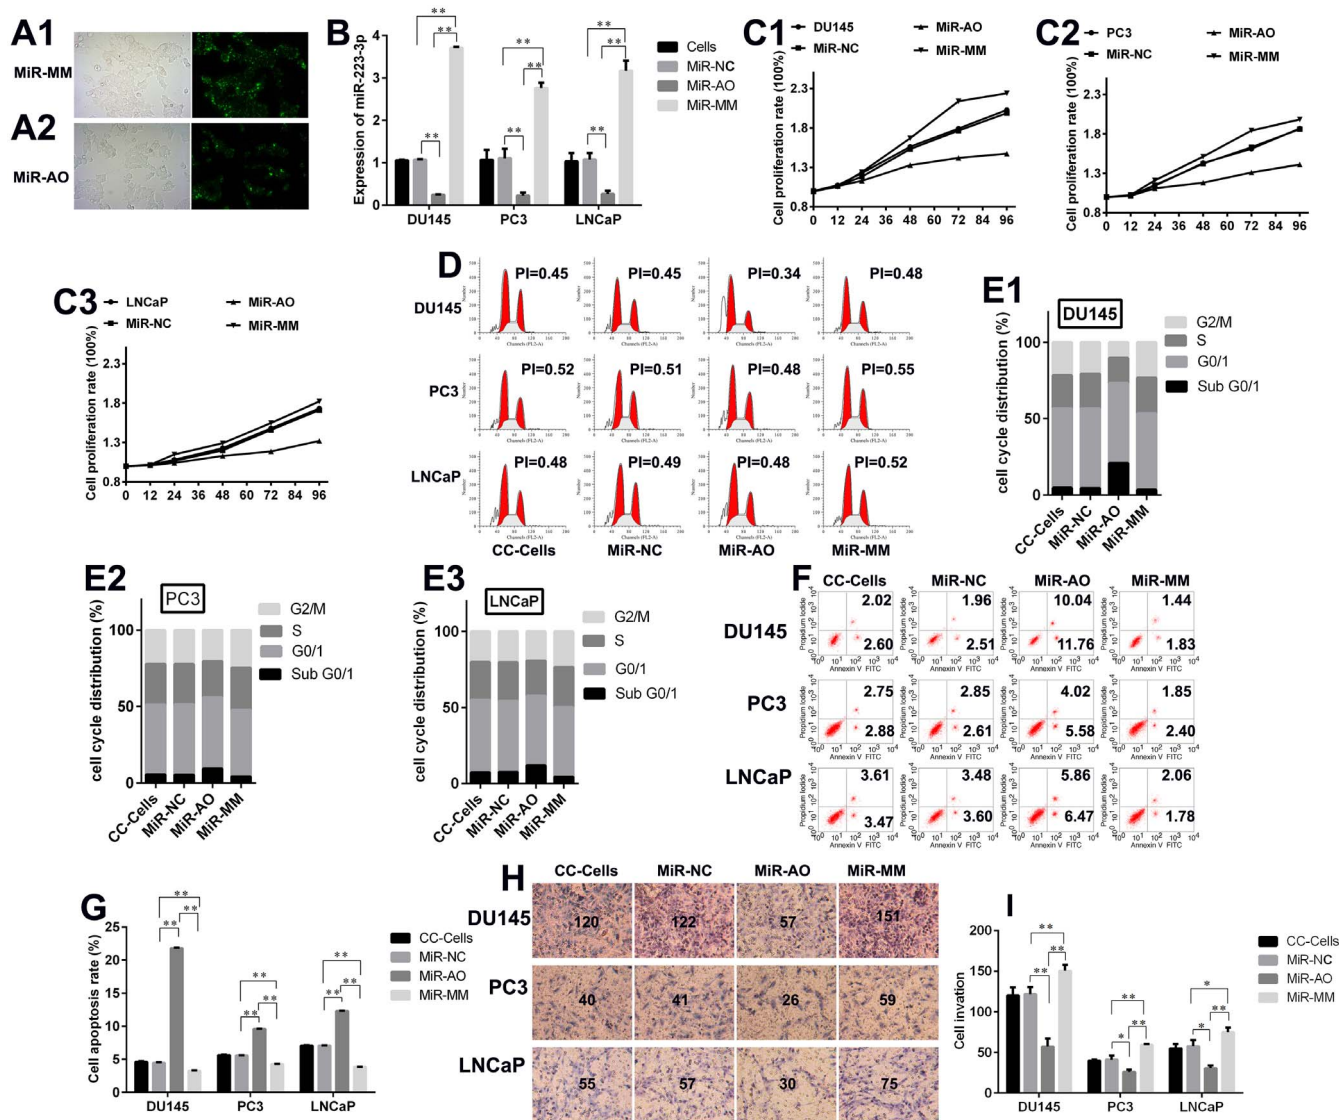 A1
MiR-MM
A2
MiR-AO
B
Expression of miR-223-3p
4
3
2
1
0
DU145 PC3 LNCaP
** ** **
** ** **
** ** **
Cells
MiR-NC
MiR-AO
MiR-MM
C1
DU145 MiR-AO
MiR-NC MiR-MM
Cell proliferation rate (100%)
2.3
1.8
1.3
0.8
0 12 24 36 48 60 72 84 96
C2
PC3 MiR-AO
MiR-NC MiR-MM
Cell proliferation rate (100%)
2.3
1.8
1.3
0.8
0 12 24 36 48 60 72 84 96
C3
LNCaP MiR-AO
MiR-NC MiR-MM
Cell proliferation rate (100%)
2.3
1.8
1.3
0.8
0 12 24 36 48 60 72 84 96
D
DU145
PI=0.45 PI=0.45 PI=0.34 PI=0.48
PC3
PI=0.52 PI=0.51 PI=0.48 PI=0.55
LNCaP
PI=0.48 PI=0.49 PI=0.48 PI=0.52
Number
Channels (FL2-A)
CC-Cells MiR-NC MiR-AO MiR-MM
E1
DU145
cell cycle distribution (%)
100
50
0
CC-Cells MiR-NC MiR-AO MiR-MM
G2/M
S
G0/1
Sub G0/1
E2
PC3
cell cycle distribution (%)
100
50
0
CC-Cells MiR-NC MiR-AO MiR-MM
G2/M
S
G0/1
Sub G0/1
E3
LNCaP
cell cycle distribution (%)
100
50
0
CC-Cells MiR-NC MiR-AO MiR-MM
G2/M
S
G0/1
Sub G0/1
F
CC-Cells MiR-NC MiR-AO MiR-MM
DU145
2.02 1.96 10.04 1.44
2.60 2.51 11.76 1.83
Propidium Iodide
Annexin V FITC
PC3
2.75 2.85 4.02 1.85
2.88 2.61 5.58 2.40
Propidium Iodide
Annexin V FITC
LNCaP
3.61 3.48 5.86 2.06
3.47 3.60 6.47 1.78
Propidium Iodide
Annexin V FITC
G
Cell apoptosis rate (%)
25
20
15
10
5
0
DU145 PC3 LNCaP
** ** **
** ** **
** ** **
CC-Cells
MiR-NC
MiR-AO
MiR-MM
H
CC-Cells MiR-NC MiR-AO MiR-MM
DU145
120 122 57 151
PC3
40 41 26 59
LNCaP
55 57 30 75
I
Cell invation
200
150
100
50
0
DU145 PC3 LNCaP
** ** *
** ** **
** * *
CC-Cells
MiR-NC
MiR-AO
MiR-MM